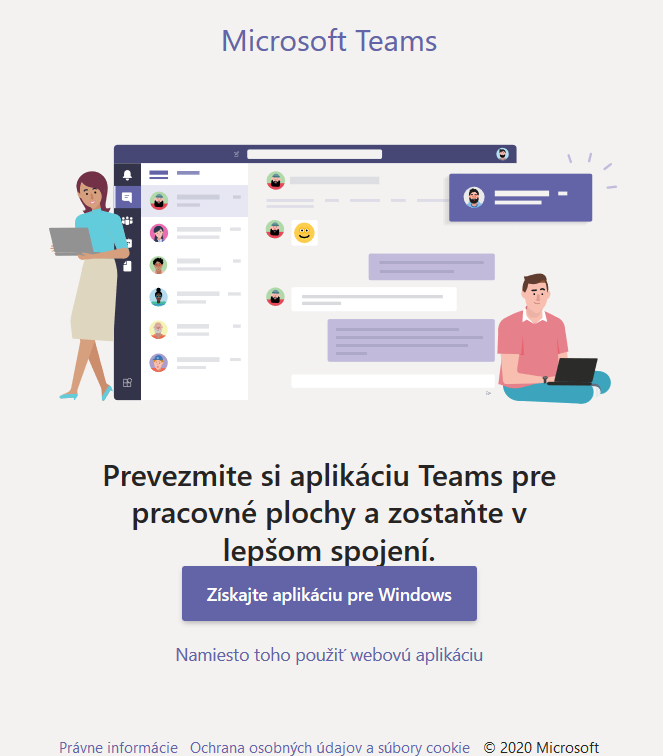 Microsoft Teams
Prevezmite si aplikáciu Teams pre
pracovné plochy a zostaňte v
lepšom spojení.
Získajte aplikáciu pre Windows
Namiesto toho použiť webovú aplikáciu
Právne informácie Ochrana osobných údajov a súbory cookie © 2020 Microsoft